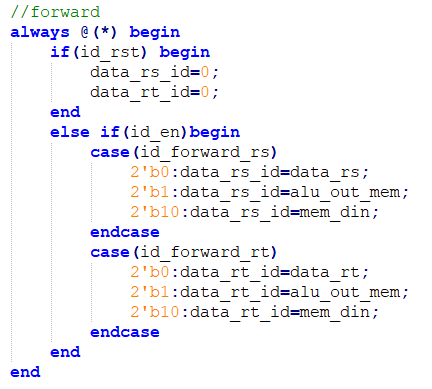 //forward
always @(*) begin
    if(id_rst) begin
        data_rs_id=0;
        data_rt_id=0;
    end
    else if(id_en)begin
        case(id_forward_rs)
            2'b0:data_rs_id=data_rs;
            2'b1:data_rs_id=alu_out_mem;
            2'b10:data_rs_id=mem_din;
        endcase
        case(id_forward_rt)
            2'b0:data_rt_id=data_rt;
            2'b1:data_rt_id=alu_out_mem;
            2'b10:data_rt_id=mem_din;
        endcase
    end
end